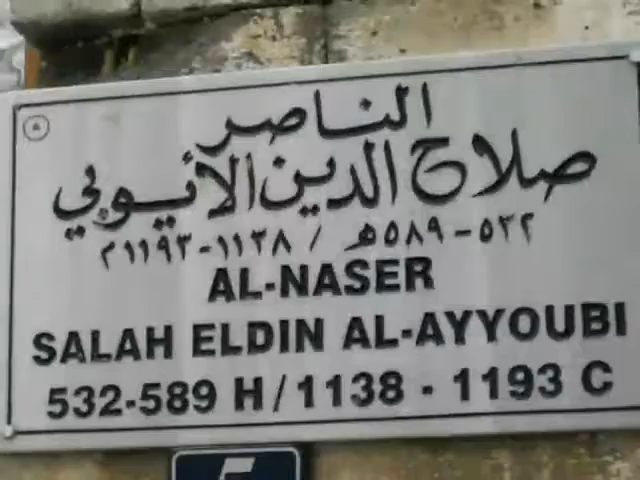 الناصر
صلاح الدين الأيوبي
٥٣٢-٥٨٩هـ / ١١٣٨-١١٩٣م
AL-NASER
SALAH ELDIN AL-AYYOUBI
532-589 H/1138 - 1193 C